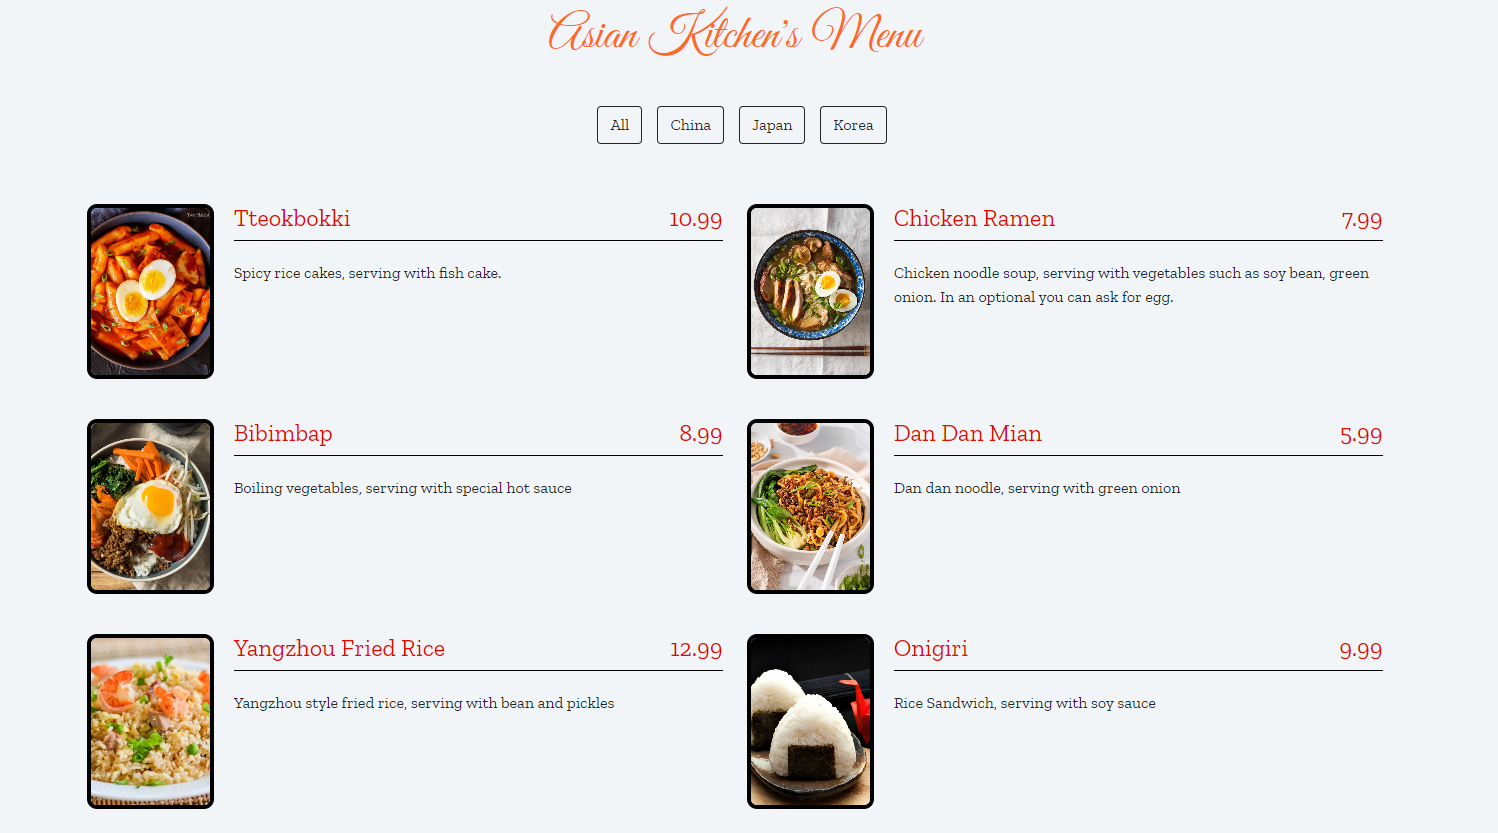 Asian Kitchen's Menu
All
China
Japan
Korea
Tteokbokki
10.99
Spicy rice cakes, serving with fish cake.
Chicken Ramen
7.99
Chicken noodle soup, serving with vegetables such as soy bean, green
onion. In an optional you can ask for egg.
Bibimbap
8.99
Boiling vegetables, serving with special hot sauce
Dan Dan Mian
5.99
Dan dan noodle, serving with green onion
Yangzhou Fried Rice
12.99
Yangzhou style fried rice, serving with bean and pickles
Onigiri
9.99
Rice Sandwich, serving with soy sauce